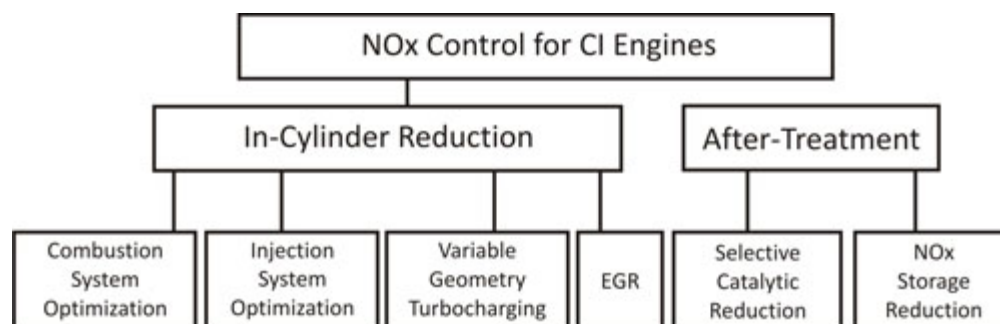 NOx Control for CI Engines
In-Cylinder Reduction
After-Treatment
Combustion
System
Optimization
Injection
System
Optimization
Variable
Geometry
Turbocharging
EGR
Selective
Catalytic
Reduction
NOx
Storage
Reduction